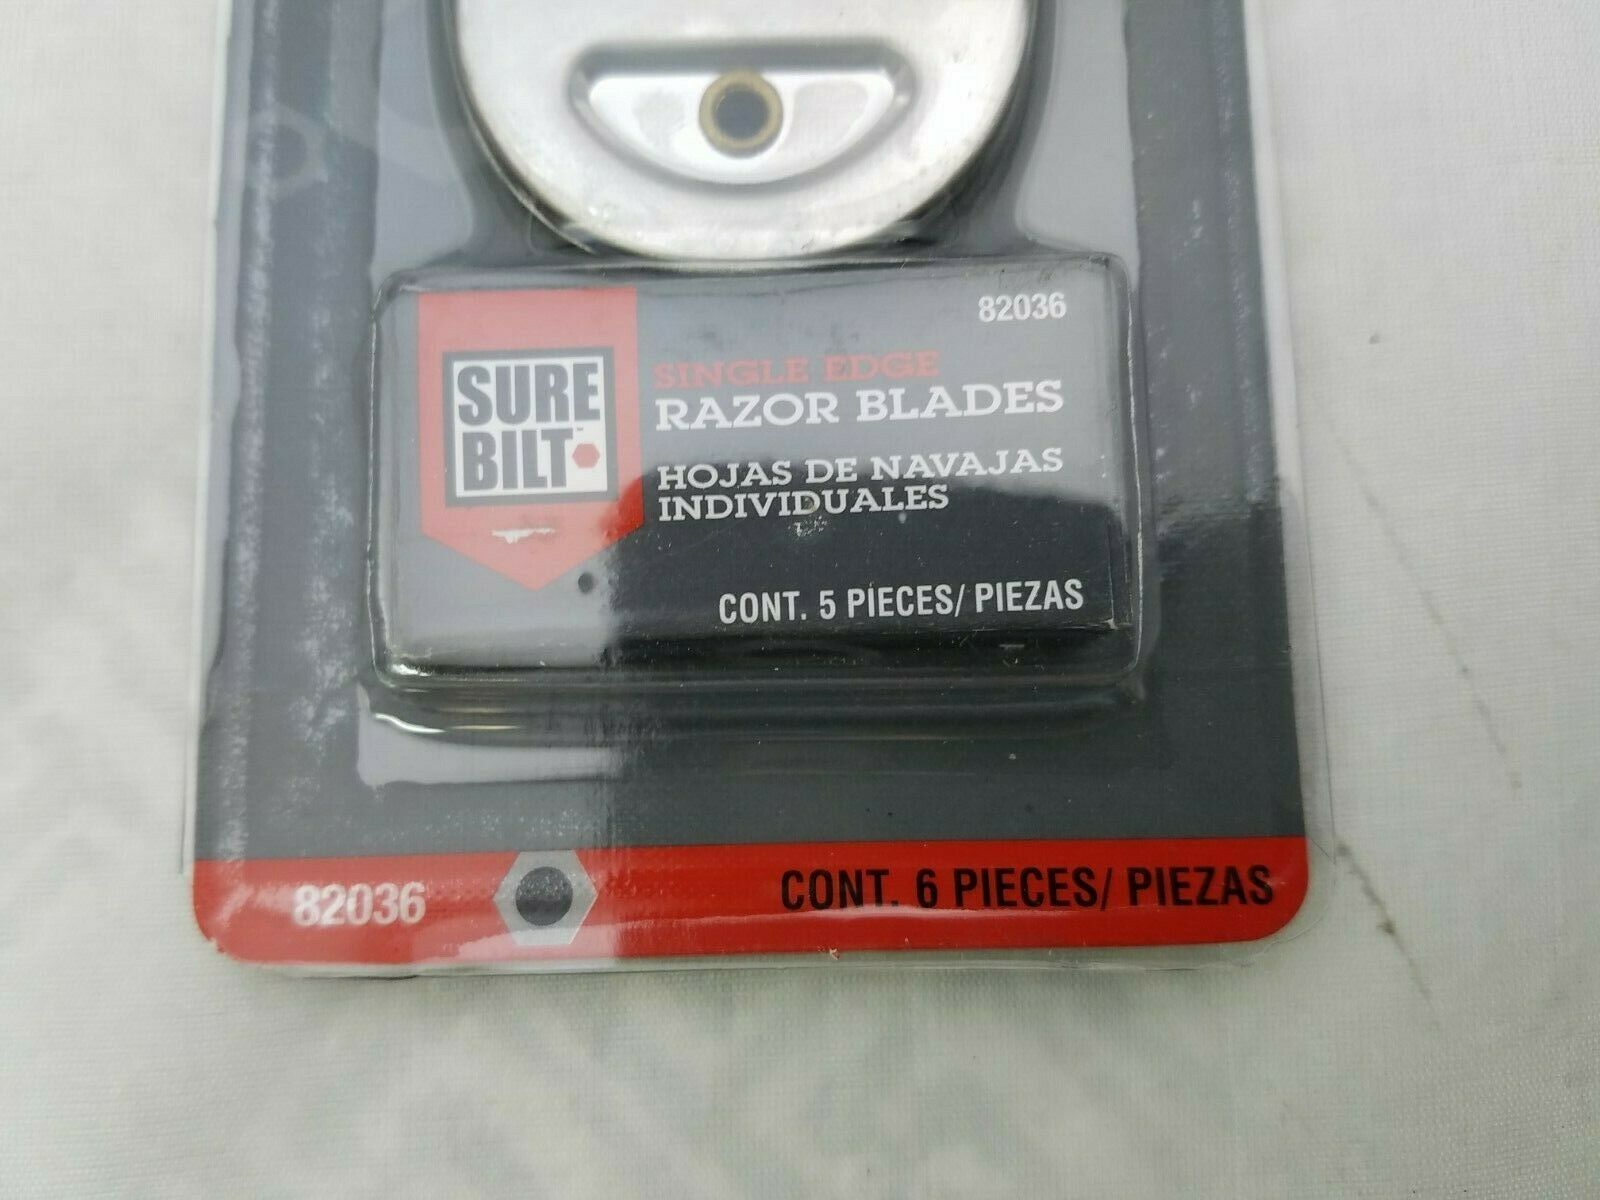 82036
SURE
BILT™
SINGLE EDGE
RAZOR BLADES
HOJAS DE NAVAJAS
INDIVIDUALES
CONT. 5 PIECES/ PIEZAS
82036
CONT. 6 PIECES/ PIEZAS